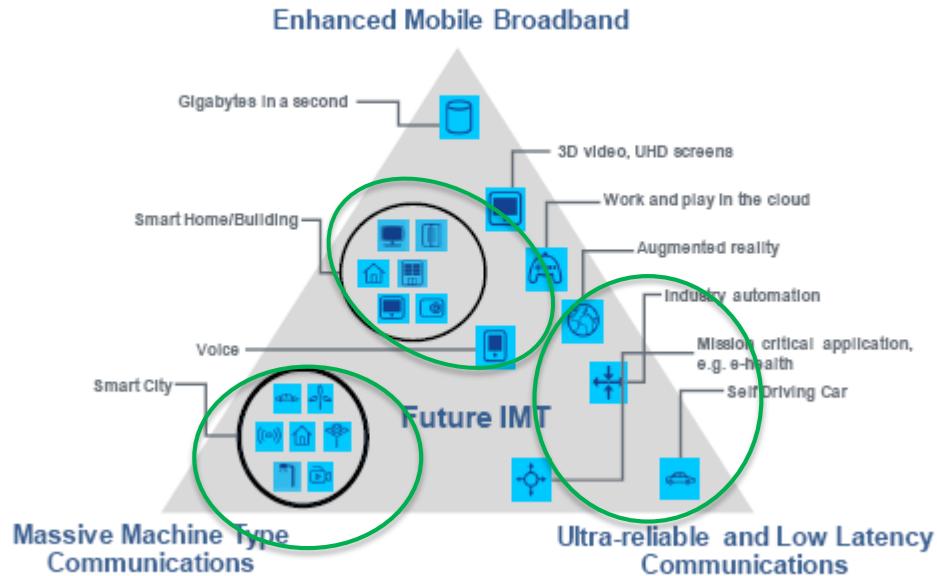 Enhanced Mobile Broadband
Gigabytes in a second
3D video, UHD screens
Work and play in the cloud
Smart Home/Building
Augmented reality
Industry automation
Voice
Mission critical application,
e.g. e-health
Smart City
Self Driving Car
Future IMT
Massive Machine Type
Communications
Ultra-reliable and Low Latency
Communications